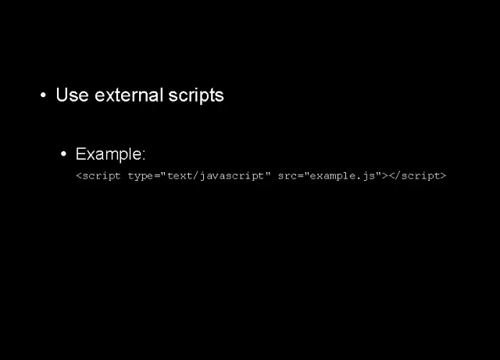 • Use external scripts
• Example:
<script type="text/javascript" src="example.js"></script>